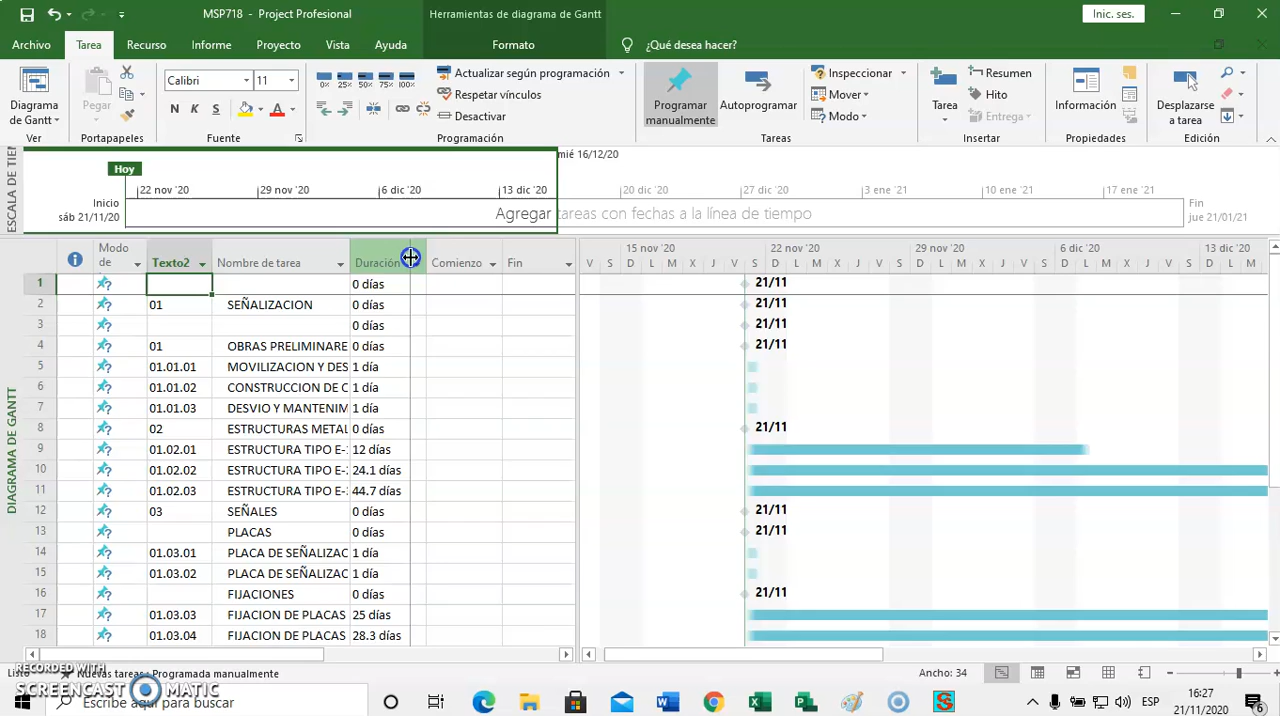 MSP718 - Project Profesional
Herramientas de diagrama de Gantt
Inic. ses.
Archivo Tarea Recurso Informe Proyecto Vista Ayuda Formato ¿Qué desea hacer?
Diagrama de Gantt
Ver
Pegar
Portapapeles
Calibri 11
N K S A
Fuente
0% 25% 50% 75% 100%
Actualizar según programación
Respetar vínculos
Desactivar
Programación
Programar manualmente
Autoprogramar
Inspeccionar
Mover
Modo
Tareas
Tarea
Resumen
Hito
Entrega
Insertar
Información
Propiedades
Desplazarse a tarea
Edición
ESCALA DE TIEM
mié 16/12/20
Hoy
22 nov '20 29 nov '20 6 dic '20 13 dic '20 20 dic '20 27 dic '20 3 ene '21 10 ene '21 17 ene '21
Inicio
sáb 21/11/20
Agregar tareas con fechas a la línea de tiempo
Fin
jue 21/01/21
DIAGRAMA DE GANTT
Modo de Texto2 Nombre de tarea Duración Comienzo Fin
15 nov '20 22 nov '20 29 nov '20 6 dic '20 13 dic '20
V S D L M X J V S D L M X J V S D L M X J V S D L M X J V S D L M
1 0 días 21/11
2 01 SEÑALIZACION 0 días 21/11
3 0 días 21/11
4 01 OBRAS PRELIMINARE 0 días 21/11
5 01.01.01 MOVILIZACION Y DES 1 día
6 01.01.02 CONSTRUCCION DE C 1 día
7 01.01.03 DESVIO Y MANTENIM 1 día
8 02 ESTRUCTURAS METAL 0 días 21/11
9 01.02.01 ESTRUCTURA TIPO E- 12 días
10 01.02.02 ESTRUCTURA TIPO E- 24.1 días
11 01.02.03 ESTRUCTURA TIPO E- 44.7 días
12 03 SEÑALES 0 días 21/11
13 PLACAS 0 días 21/11
14 01.03.01 PLACA DE SEÑALIZAC 1 día
15 01.03.02 PLACA DE SEÑALIZAC 1 día
16 FIJACIONES 0 días 21/11
17 01.03.03 FIJACION DE PLACAS 25 días
18 01.03.04 FIJACION DE PLACAS 28.3 días
RECORDED WITH
SCREENCAST MATIC
Listo Nuevas tareas : Programada manualmente
Ancho: 34
Escribe aquí para buscar
ESP
16:27
21/11/2020
6